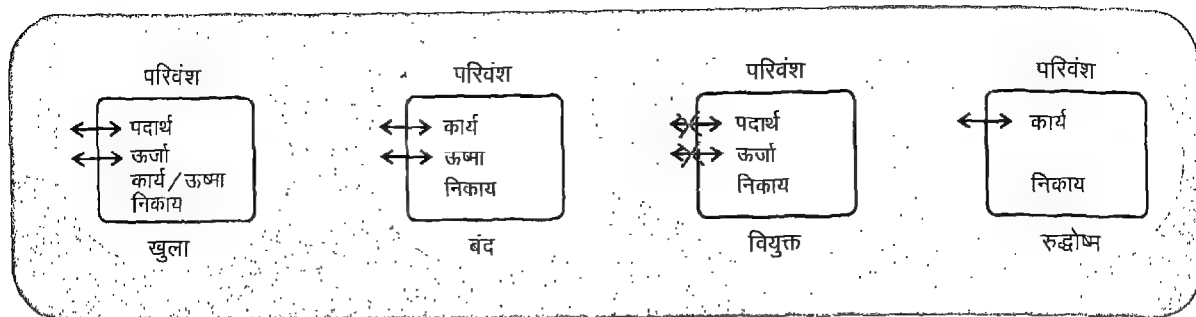 परिवंश
पदार्थ
ऊर्जा
कार्य/ऊष्मा
निकाय
खुला
परिवंश
कार्य
ऊष्मा
निकाय
बंद
परिवंश
पदार्थ
ऊर्जा
निकाय
वियुक्त
परिवंश
कार्य
निकाय
रुद्धोष्म